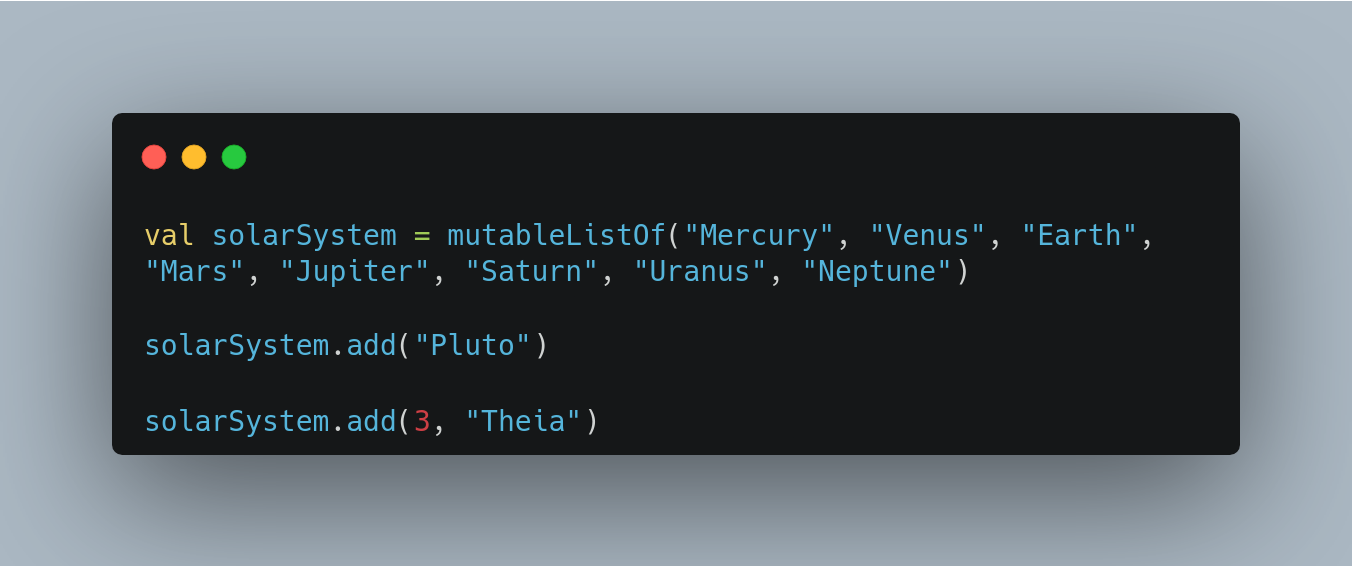 val solarSystem = mutableListOf("Mercury", "Venus", "Earth",
"Mars", "Jupiter", "Saturn", "Uranus", "Neptune")
solarSystem.add("Pluto")
solarSystem.add(3, "Theia")